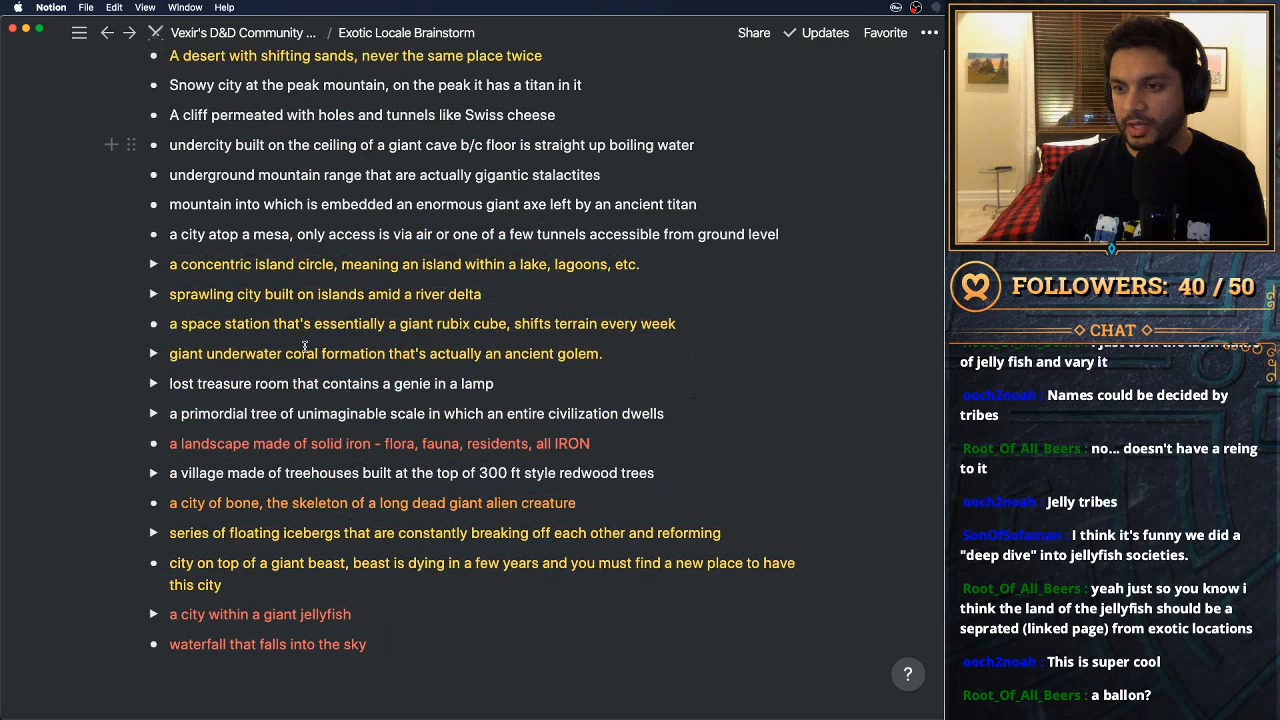 Notion File Edit View Window Help
Vexir's D&D Community ... / Exotic Locale Brainstorm
Share Updates Favorite
A desert with shifting sands, never the same place twice
Snowy city at the peak mountain, on the peak it has a titan in it
A cliff permeated with holes and tunnels like Swiss cheese
undercity built on the ceiling of a giant cave b/c floor is straight up boiling water
underground mountain range that are actually gigantic stalactites
mountain into which is embedded an enormous giant axe left by an ancient titan
a city atop a mesa, only access is via air or one of a few tunnels accessible from ground level
a concentric island circle, meaning an island within a lake, lagoons, etc.
sprawling city built on islands amid a river delta
a space station that's essentially a giant rubix cube, shifts terrain every week
giant underwater coral formation that's actually an ancient golem.
lost treasure room that contains a genie in a lamp
a primordial tree of unimaginable scale in which an entire civilization dwells
a landscape made of solid iron - flora, fauna, residents, all IRON
a village made of treehouses built at the top of 300 ft style redwood trees
a city of bone, the skeleton of a long dead giant alien creature
series of floating icebergs that are constantly breaking off each other and reforming
city on top of a giant beast, beast is dying in a few years and you must find a new place to have
this city
a city within a giant jellyfish
waterfall that falls into the sky
?
FOLLOWERS: 40 / 50
CHAT
of jelly fish and vary it
ooch2noah : Names could be decided by
tribes
Root_Of_All_Beers : no... doesn't have a reing
to it
ooch2noah : Jelly tribes
SonOfSofaman : I think it's funny we did a
"deep dive" into jellyfish societies.
Root_Of_All_Beers : yeah just so you know i
think the land of the jellyfish should be a
seprated (linked page) from exotic locations
ooch2noah : This is super cool
Root_Of_All_Beers : a ballon?